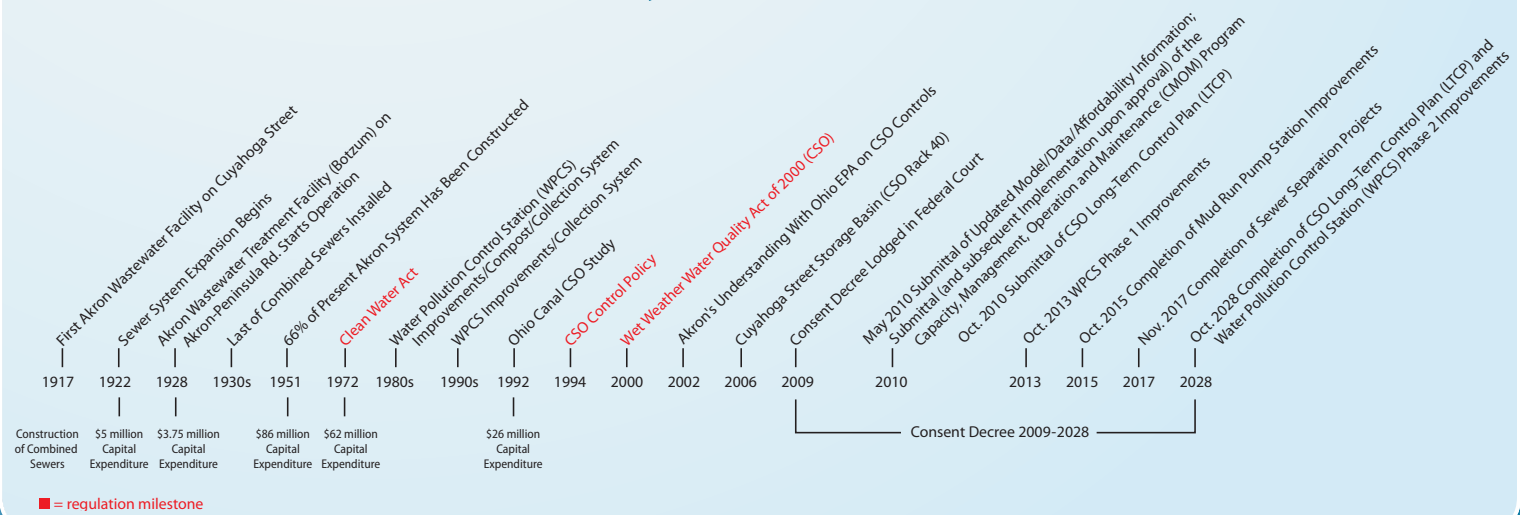 First Akron Wastewater Facility on Cuyahoga Street
Sewer System Expansion Begins
Akron Wastewater Treatment Facility (Botzum) on
Akron-Peninsula Rd. Starts Operation
Last of Combined Sewers Installed
66% of Present Akron System Has Been Constructed
Clean Water Act
Water Pollution Control Station (WPCS)
Improvements/Compost/Collection System
WPCS Improvements/Collection System
Ohio Canal CSO Study
CSO Control Policy
Wet Weather Water Quality Act of 2000 (CSO)
Akron's Understanding With Ohio EPA on CSO Controls
Cuyahoga Street Storage Basin (CSO Rack 40)
Consent Decree Lodged in Federal Court
May 2010 Submittal of Updated Model/Data/Affordability Information;
Submittal (and subsequent Implementation upon approval) of the
Capacity, Management, Operation and Maintenance (CMOM) Program
Oct. 2010 Submittal of CSO Long-Term Control Plan (LTCP)
Oct. 2013 WPCS Phase 1 Improvements
Oct. 2015 Completion of Mud Run Pump Station Improvements
Nov. 2017 Completion of Sewer Separation Projects
Oct. 2028 Completion of CSO Long-Term Control Plan (LTCP) and
Water Pollution Control Station (WPCS) Phase 2 Improvements
1917 1922 1928 1930s 1951 1972 1980s 1990s 1992 1994 2000 2002 2006 2009 2010 2013 2015 2017 2028
Construction
of Combined
Sewers
$5 million
Capital
Expenditure
$3.75 million
Capital
Expenditure
$86 million
Capital
Expenditure
$62 million
Capital
Expenditure
$26 million
Capital
Expenditure
Consent Decree 2009-2028
= regulation milestone